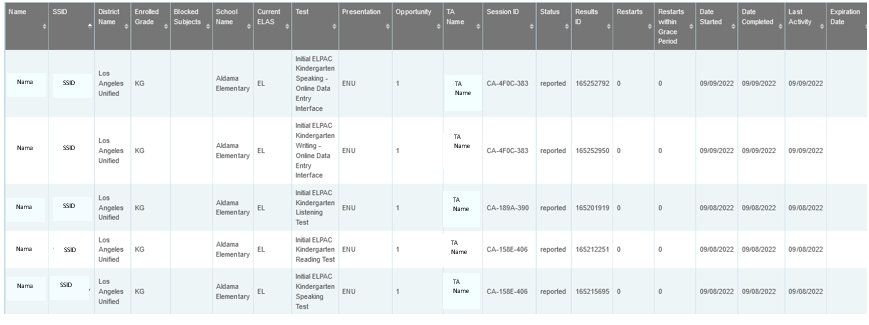 Name SSID District Name Enrolled Grade Blocked Subjects School Name Current ELAS Test Presentation Opportunity TA Name Session ID Status Results ID Restarts Restarts within Grace Period Date Started Date Completed Last Activity Expiration Date
Nama SSID Los Angeles Unified KG Aldama Elementary EL Initial ELPAC Kindergarten Speaking - Online Data Entry Interface ENU 1 TA Name CA-4F0C-383 reported 165252792 0 0 09/09/2022 09/09/2022 09/09/2022
Nama SSID Los Angeles Unified KG Aldama Elementary EL Initial ELPAC Kindergarten Writing - Online Data Entry Interface ENU 1 TA Name CA-4F0C-383 reported 165252950 0 0 09/09/2022 09/09/2022 09/09/2022
Nama SSID Los Angeles Unified KG Aldama Elementary EL Initial ELPAC Kindergarten Listening Test ENU 1 TA Name CA-189A-390 reported 165201919 0 0 09/08/2022 09/08/2022 09/08/2022
Nama SSID Los Angeles Unified KG Aldama Elementary EL Initial ELPAC Kindergarten Reading Test ENU 1 TA Name CA-158E-406 reported 165212251 0 0 09/08/2022 09/08/2022 09/08/2022
Nama SSID Los Angeles Unified KG Aldama Elementary EL Initial ELPAC Kindergarten Speaking Test ENU 1 TA Name CA-158E-406 reported 165215695 0 0 09/08/2022 09/08/2022 09/08/2022